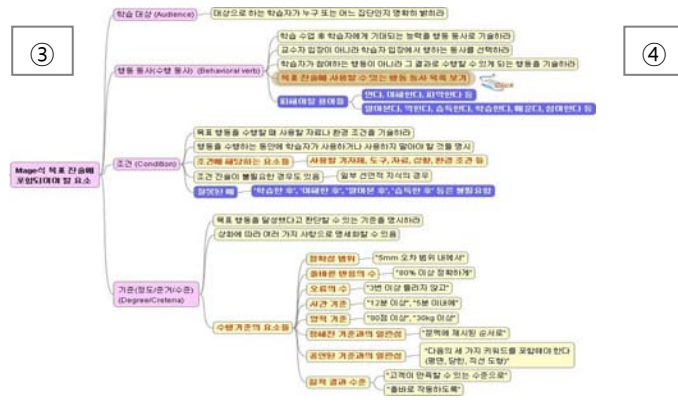 ③
④
학습 대상 (Audience)
대상으로 하는 학습자가 누구 또는 어느 집단인지 명확히 밝히라
행동 동사(수행 동사) (Behavioral verb)
학습 수업 후 학습자에게 기대되는 능력을 행동 동사로 기술하라
교수자 입장이 아니라 학습자 입장에서 행하는 동사를 선택하라
학습자가 참여하는 행동이 아니라 그 결과로 수행할 수 있게 되는 행동을 기술하라
목표 진술에 사용할 수 있는 행동 동사 목록 보기
피해야할 용어들
안다, 이해한다, 파악한다 등
알아본다, 익힌다, 습득한다, 학습한다, 배운다, 참여한다 등
Mage식 목표 진술에
포함되어야 할 요소
조건 (Condition)
목표 행동을 수행할 때 사용할 자료나 환경 조건을 기술하라
행동을 수행하는 동안에 학습자가 사용하거나 사용하지 말아야 할 것을 명시
조건에 해당하는 요소들
사용할 기자재, 도구, 자료, 상황, 환경 조건 등
조건 진술이 불필요한 경우도 있음
일부 선언적 지식의 경우
잘못된 예
"학습한 후", "이해한 후", "알아본 후", "습득한 후" 등은 불필요함
기준(정도/준거/수준)
(Degree/Creteria)
목표 행동을 달성했다고 판단할 수 있는 기준을 명시하라
상황에 따라 여러 가지 사항으로 명세화할 수 있음
수행기준의 요소들
정확성 범위
"5mm 오차 범위 내에서"
올바른 반응의 수
"80% 이상 정확하게"
오류의 수
"3번 이상 틀리지 않고"
시간 기준
"12분 이상", "5분 이내에"
양적 기준
"90점 이상", "30kg 이상"
정해진 기준과의 일관성
"문맥에 제시된 순서로"
공인된 기준과의 일관성
"다음의 세 가지 키워드를 포함해야 한다
(평면, 닫힌, 직선 도형)"
질적 결과 수준
"고객이 만족할 수 있는 수준으로"
"올바로 작동하도록"